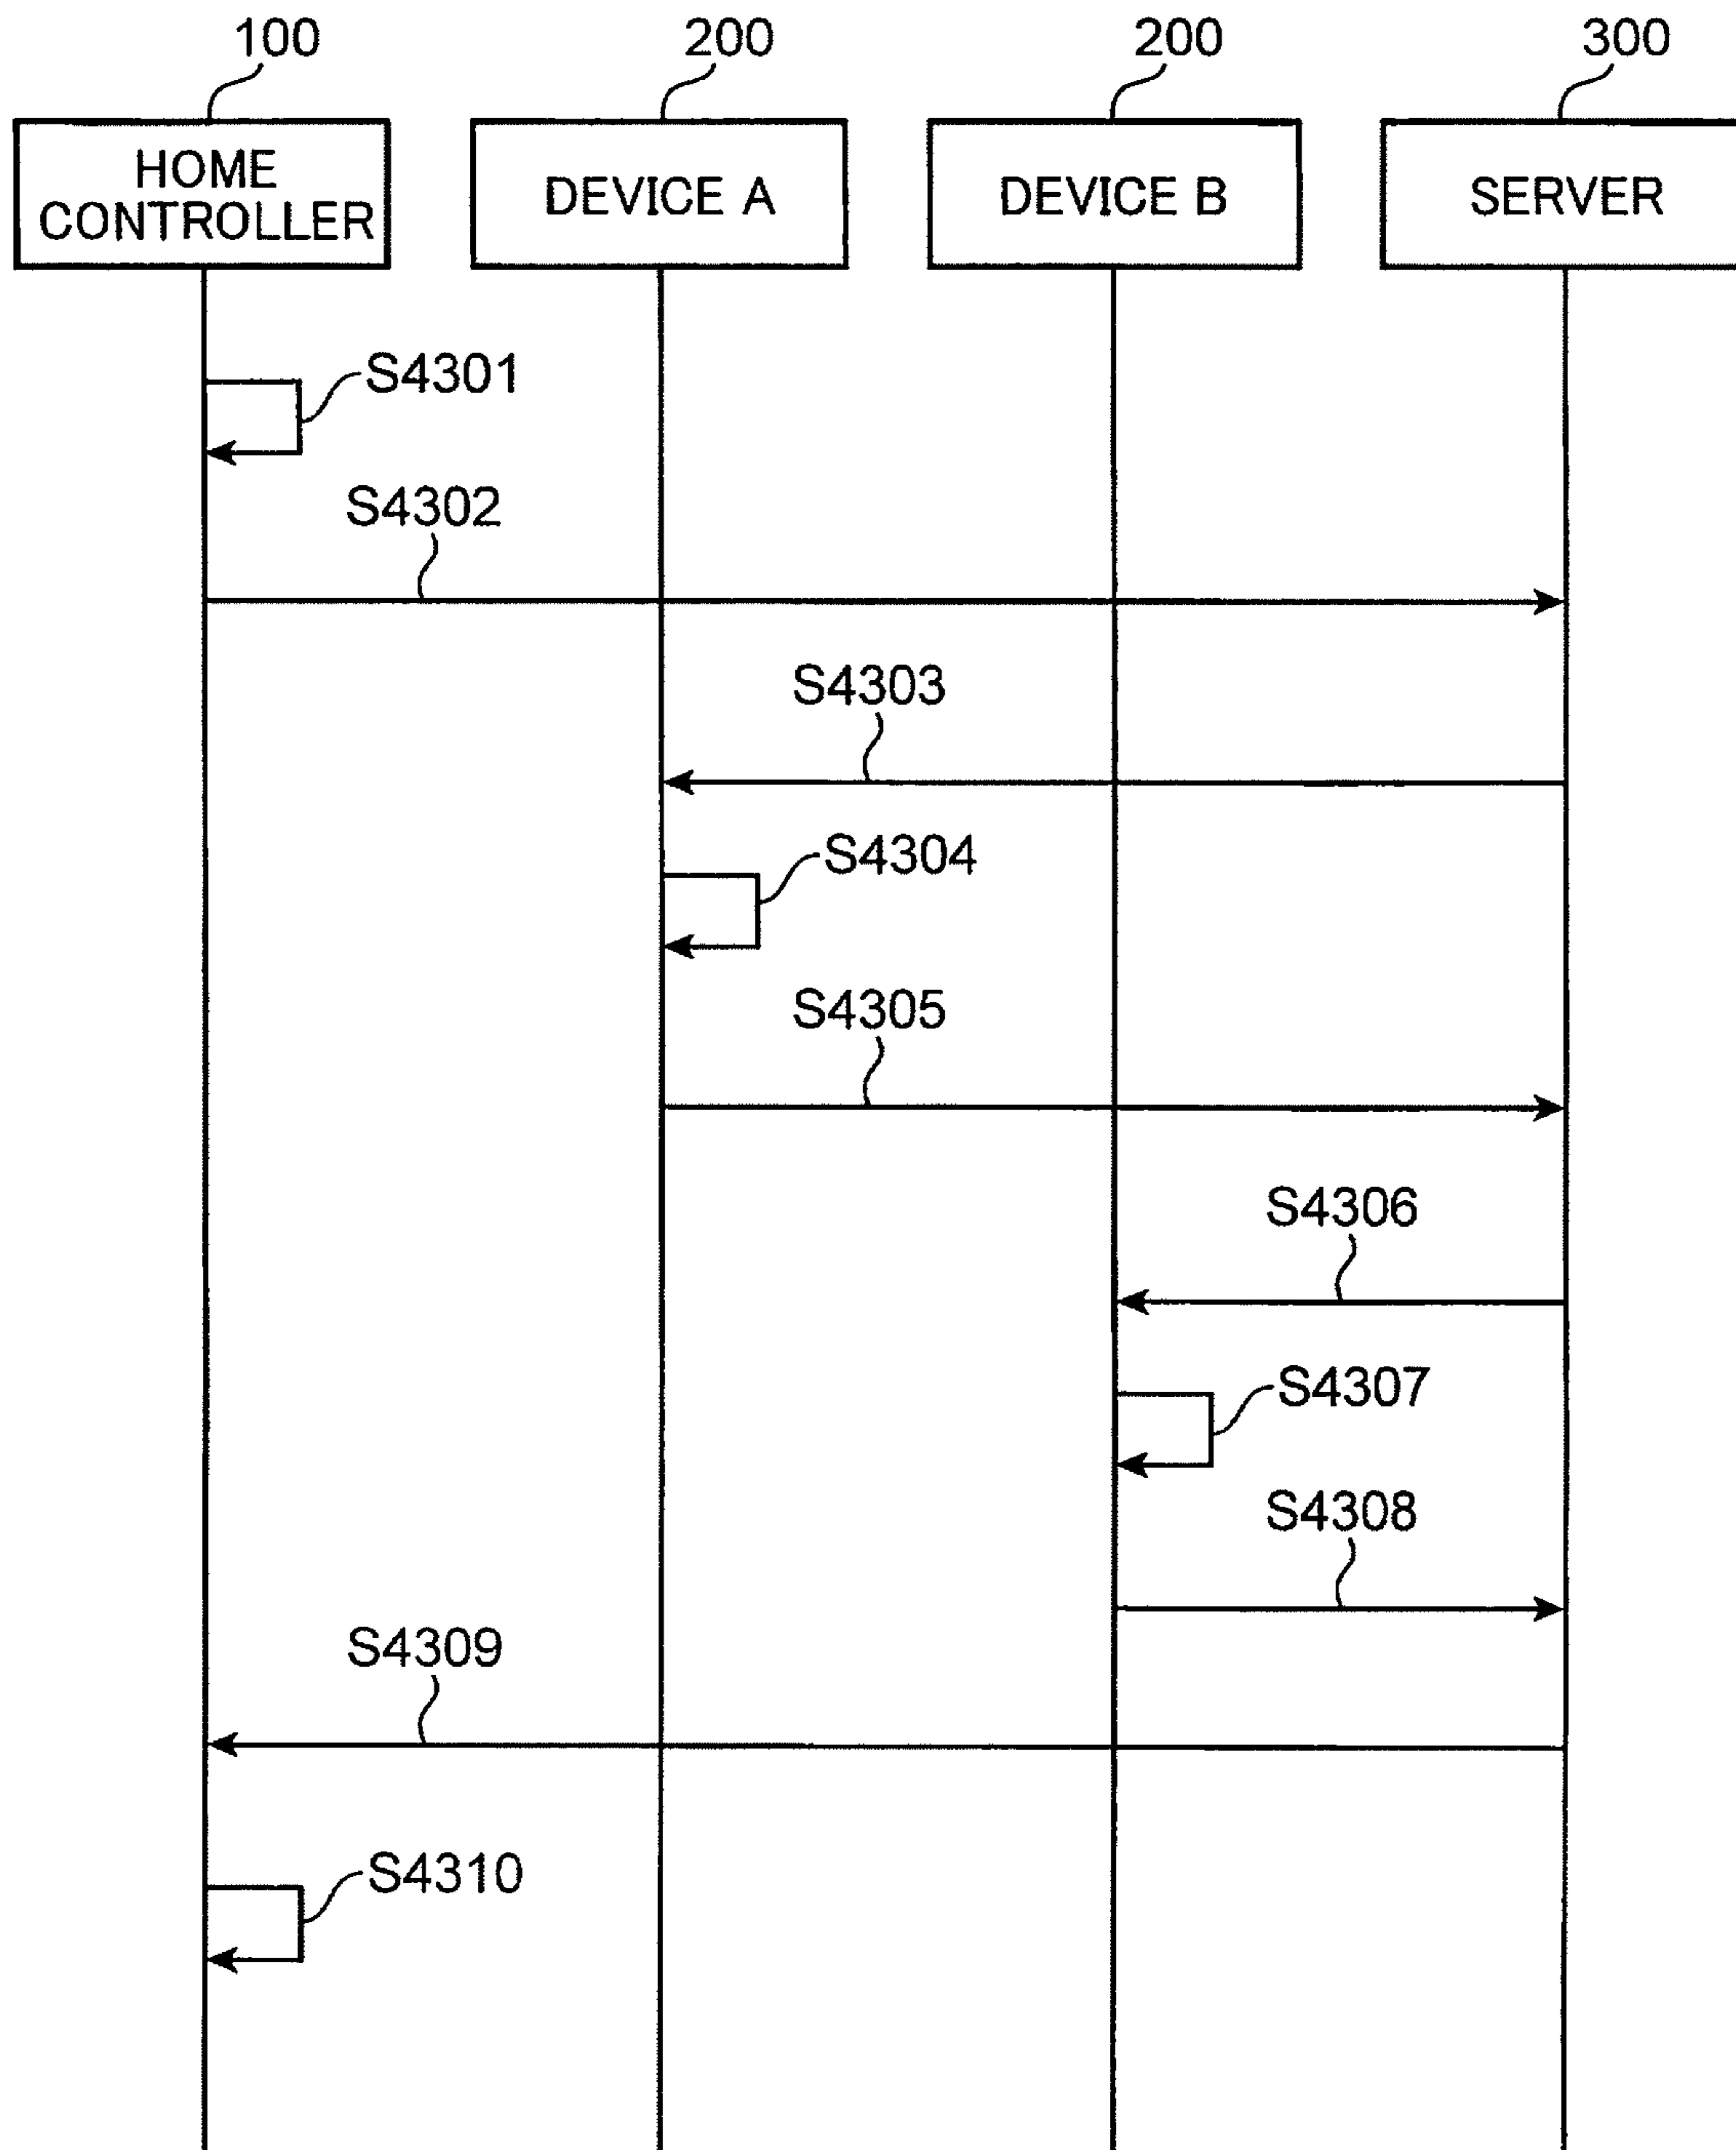 100
200
200
300
HOME
CONTROLLER
DEVICE A
DEVICE B
SERVER
S4301
S4302
S4303
S4304
S4305
S4306
S4307
S4308
S4309
S4310